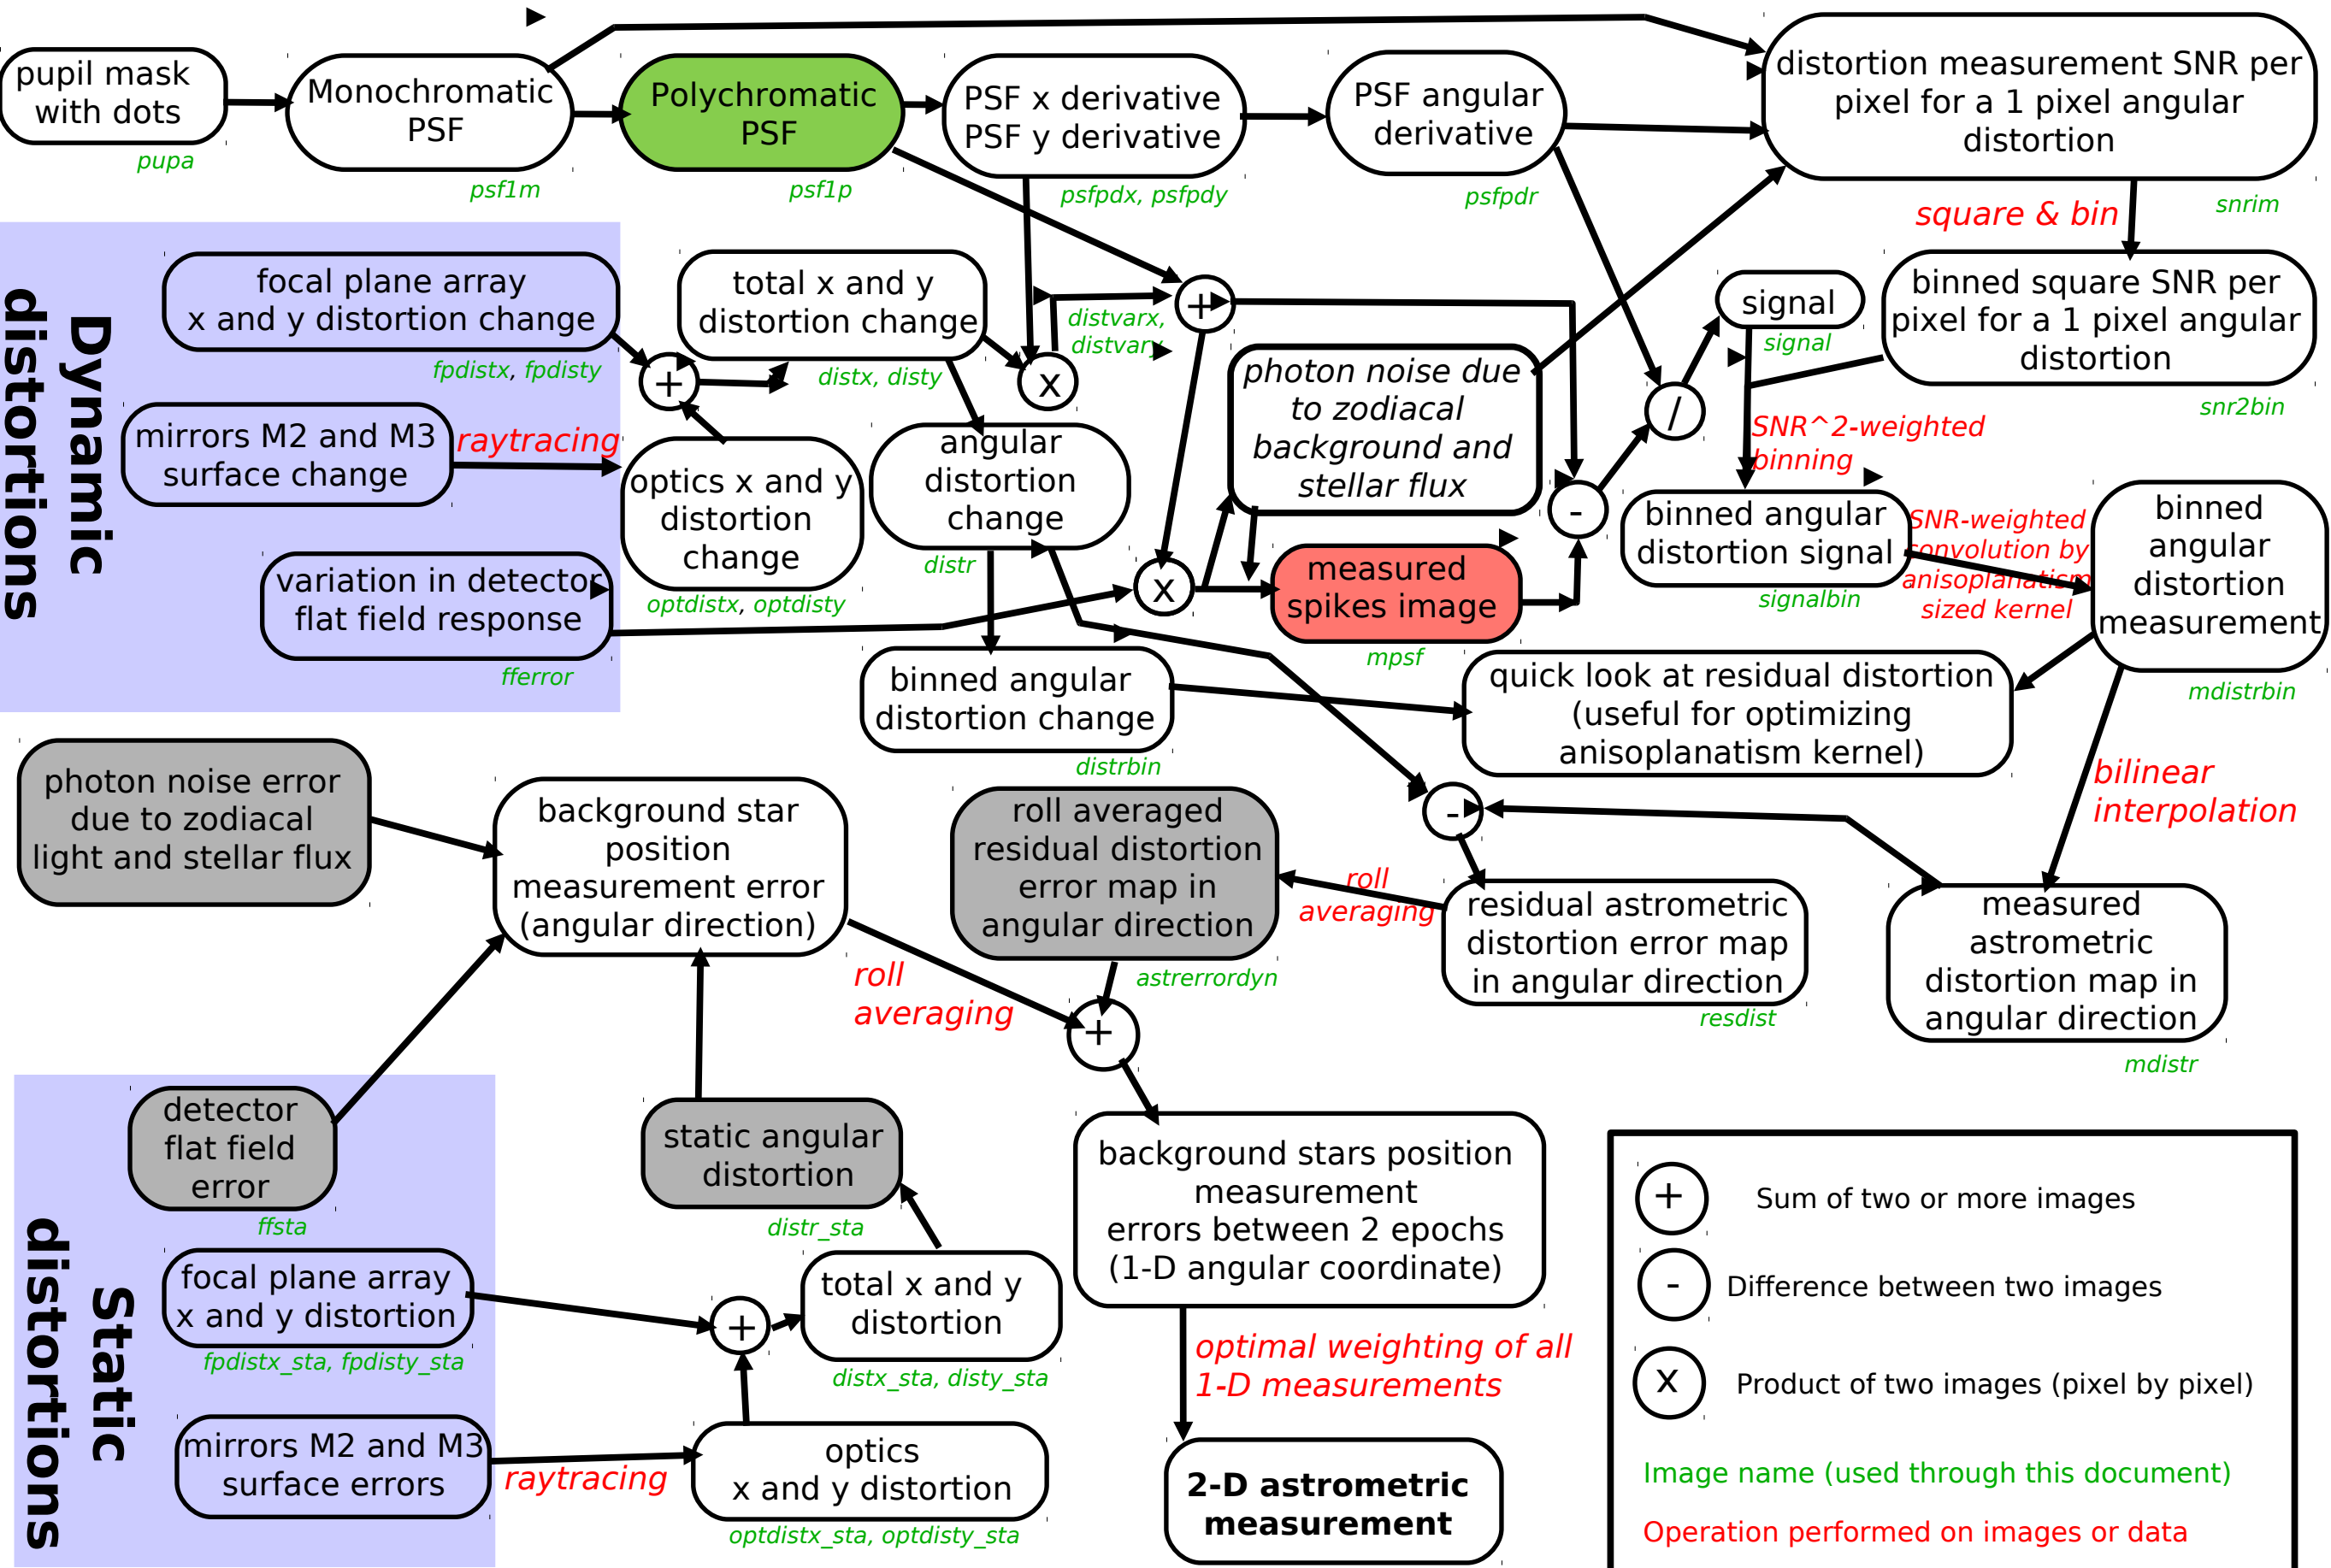 pupil mask
with dots
pupa
Monochromatic
PSF
psf1m
Polychromatic
PSF
psf1p
PSF x derivative
PSF y derivative
psfpdx, psfpdy
PSF angular
derivative
psfpdr
distortion measurement SNR per
pixel for a 1 pixel angular
distortion
snrim
square & bin
Dynamic
distortions
focal plane array
x and y distortion change
fpdistx, fpdisty
mirrors M2 and M3
surface change
raytracing
variation in detector
flat field response
fferror
+
total x and y
distortion change
distx, disty
optics x and y
distortion
change
optdistx, optdisty
x
distvarx,
distvary
+
angular
distortion
change
distr
x
photon noise due
to zodiacal
background and
stellar flux
measured
spikes image
mpsf
-
/
signal
signal
binned square SNR per
pixel for a 1 pixel angular
distortion
snr2bin
SNR^2-weighted
binning
binned angular
distortion signal
signalbin
SNR-weighted
convolution by
anisoplanatism
sized kernel
binned
angular
distortion
measurement
mdistrbin
binned angular
distortion change
distrbin
quick look at residual distortion
(useful for optimizing
anisoplanatism kernel)
bilinear
interpolation
photon noise error
due to zodiacal
light and stellar flux
background star
position
measurement error
(angular direction)
roll
averaging
roll averaged
residual distortion
error map in
angular direction
astrerrordyn
roll
averaging
-
residual astrometric
distortion error map
in angular direction
resdist
measured
astrometric
distortion map in
angular direction
mdistr
+
Static
distortions
detector
flat field
error
ffsta
focal plane array
x and y distortion
fpdistx_sta, fpdisty_sta
mirrors M2 and M3
surface errors
raytracing
static angular
distortion
distr_sta
+
total x and y
distortion
distx_sta, disty_sta
optics
x and y distortion
optdistx_sta, optdisty_sta
background stars position
measurement
errors between 2 epochs
(1-D angular coordinate)
optimal weighting of all
1-D measurements
2-D astrometric
measurement
+ Sum of two or more images
- Difference between two images
x Product of two images (pixel by pixel)
Image name (used through this document)
Operation performed on images or data